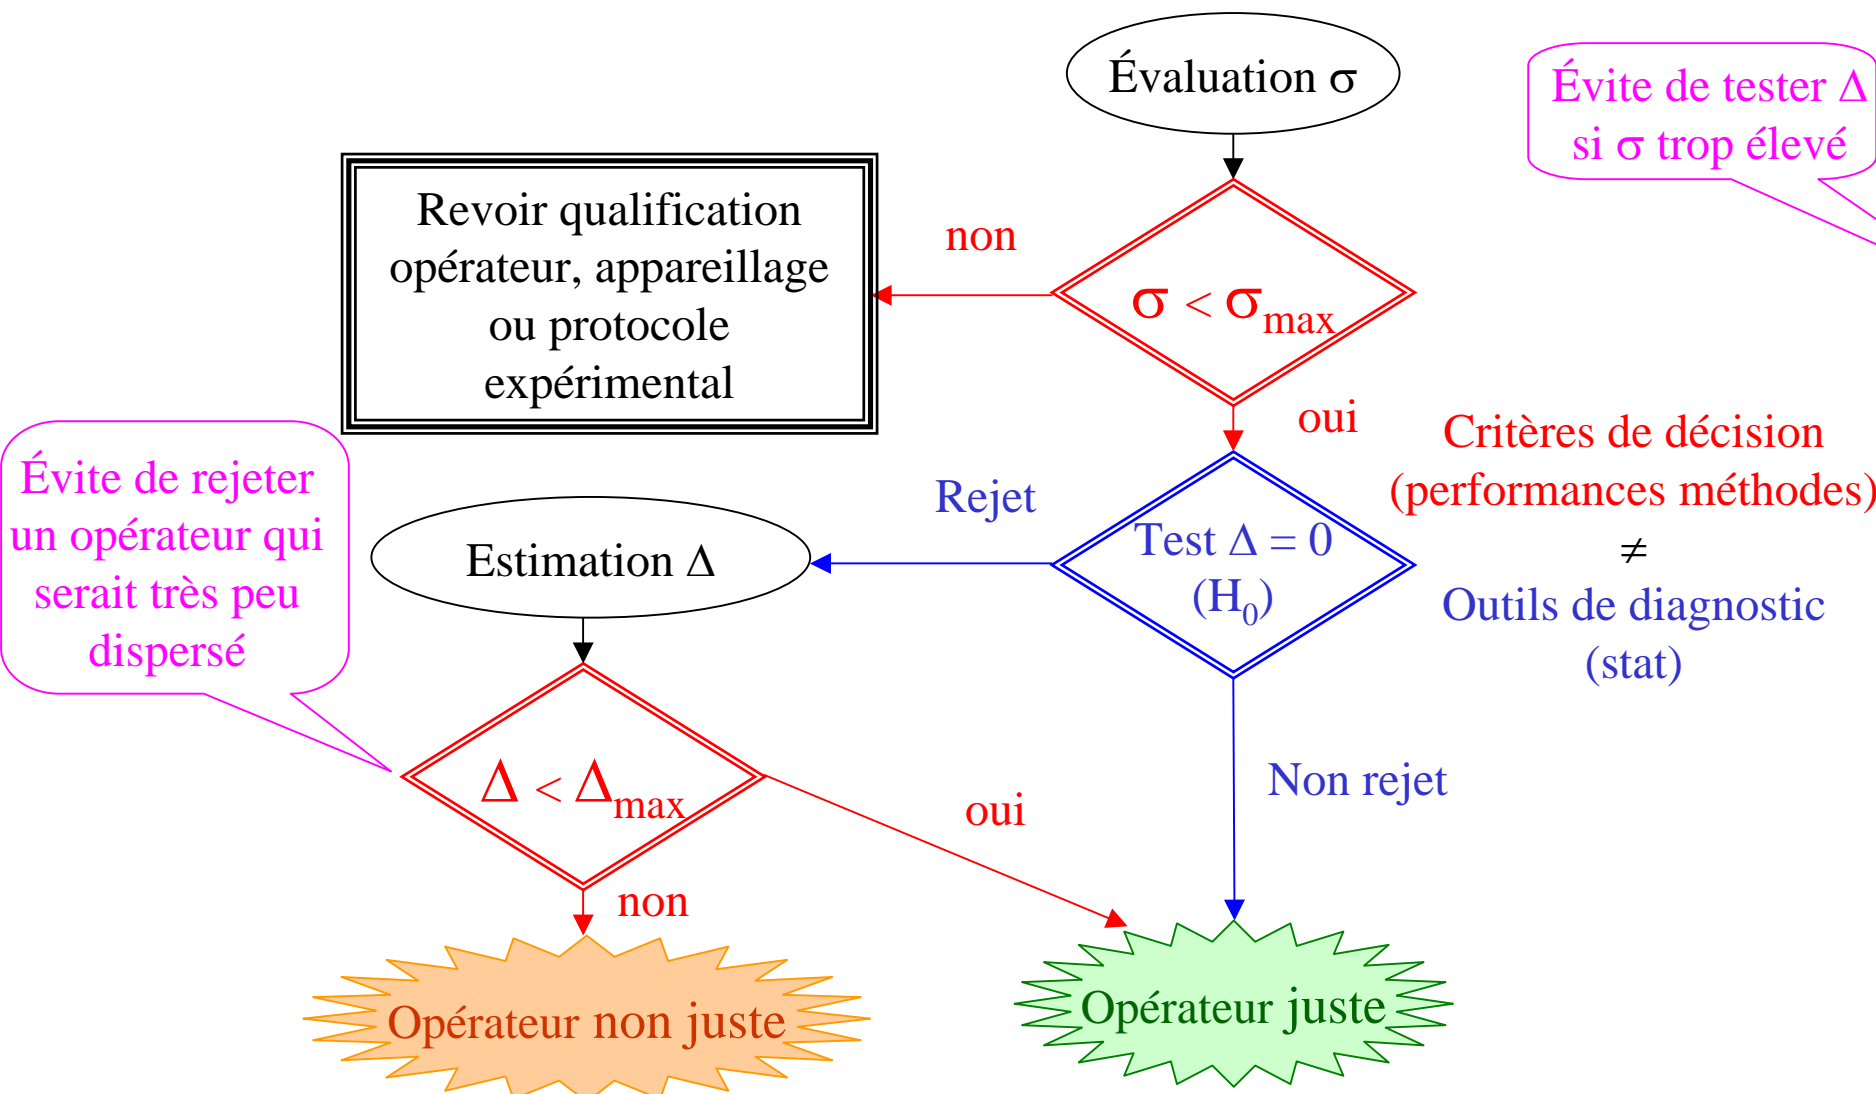 Évaluation σ
Évite de tester Δ
si σ trop élevé
Revoir qualification
opérateur, appareillage
ou protocole
expérimental
non
σ < σmax
oui
Critères de décision
(performances méthodes)
≠
Outils de diagnostic
(stat)
Évite de rejeter
un opérateur qui
serait très peu
dispersé
Rejet
Test Δ = 0
(H0)
Estimation Δ
Non rejet
Δ < Δmax
oui
non
Opérateur non juste
Opérateur juste